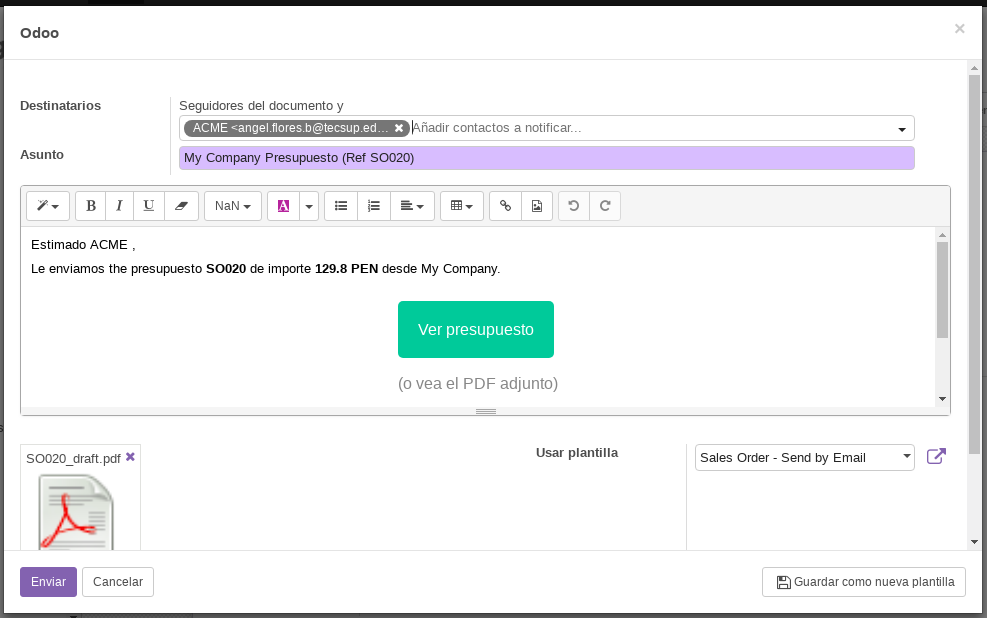 Odoo
×
Destinatarios
Seguidores del documento y
ACME <angel.flores.b@tecsup.ed... Añadir contactos a notificar...
Asunto
My Company Presupuesto (Ref SO020)
B I U NaN A
Estimado ACME ,
Le enviamos the presupuesto SO020 de importe 129.8 PEN desde My Company.
Ver presupuesto
(o vea el PDF adjunto)
SO020_draft.pdf
Usar plantilla
Sales Order - Send by Email
Enviar
Cancelar
Guardar como nueva plantilla